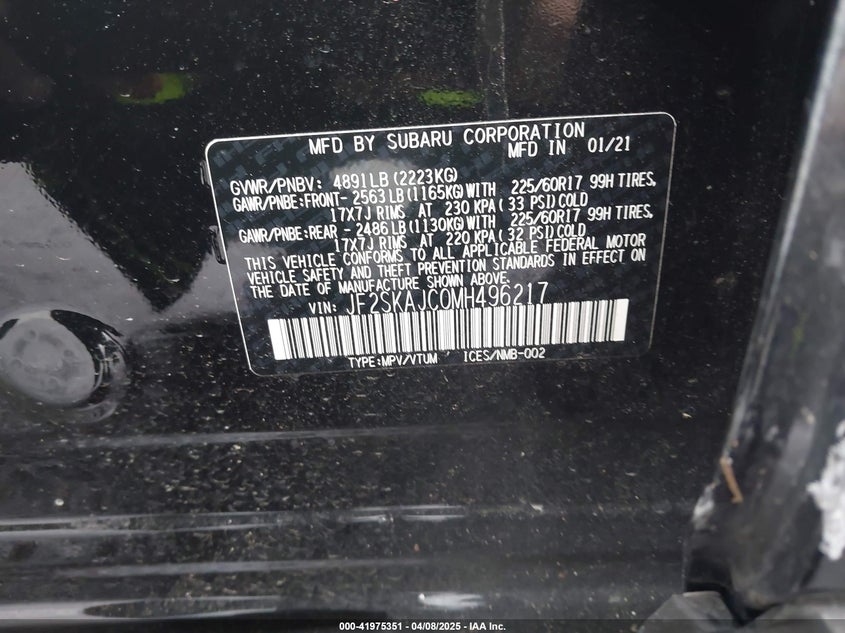 MFD BY SUBARU CORPORATION
MFD IN 01/21
GVWR/PNBV: 4891LB(2223KG)
GAWR/PNBE:FRONT- 2563LB(1165KG)WITH 225/60R17 99H TIRES,
17X7J RIMS AT 230 KPA( 33 PSI)COLD
GAWR/PNBE:REAR - 2486LB(1130KG)WITH 225/60R17 99H TIRES,
17X7J RIMS AT 220 KPA( 32 PSI)COLD
THIS VEHICLE CONFORMS TO ALL APPLICABLE FEDERAL MOTOR
VEHICLE SAFETY AND THEFT PREVENTION STANDARDS IN EFFECT ON
THE DATE OF MANUFACTURE SHOWN ABOVE.
VIN: JF2SKAJC0MH496217
TYPE:MPV/VTUM ICES/NMB-002
000-41975351 - 04/08/2025 - IAA Inc.